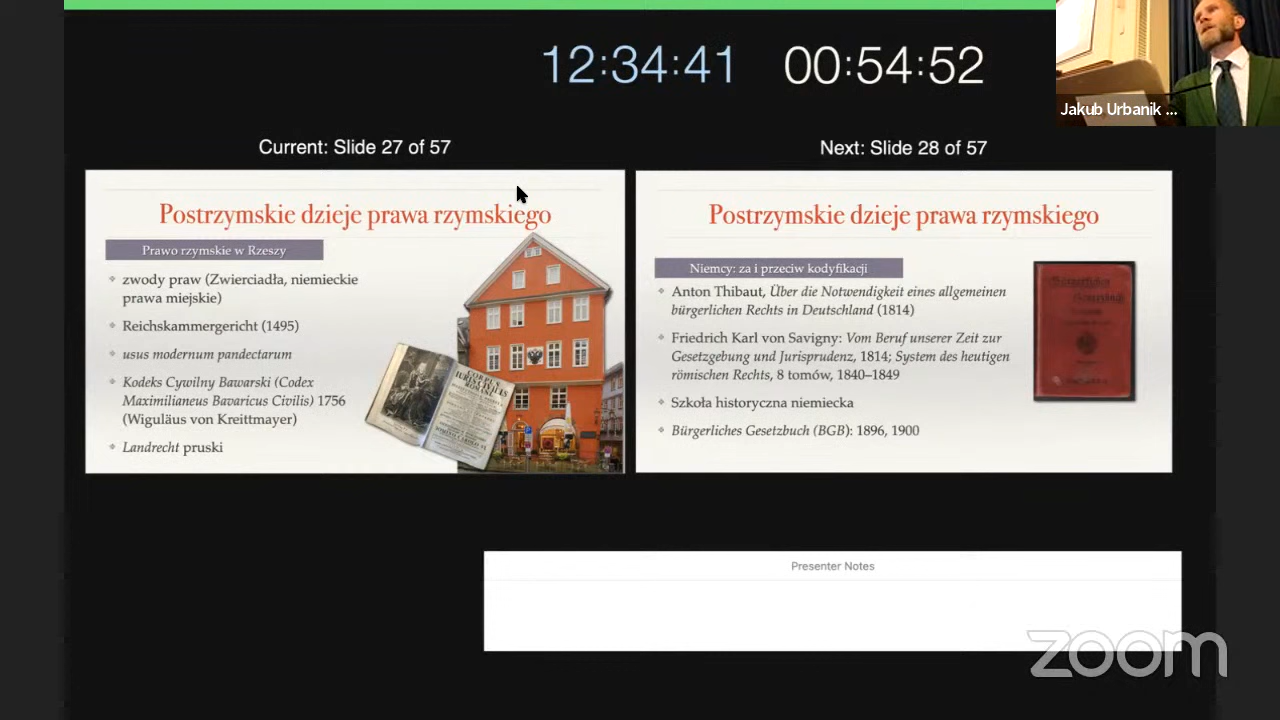 12:34:41 00:54:52
Jakub Urbanik ...
Current: Slide 27 of 57
Next: Slide 28 of 57
Postrzymskie dzieje prawa rzymskiego
Prawo rzymskie w Rzeszy
zwody praw (Zwierciadła, niemieckie
prawa miejskie)
Reichskammergericht (1495)
usus modernum pandectarum
Kodeks Cywilny Bawarski (Codex
Maximilianeus Bavaricus Civilis) 1756
(Wiguläus von Kreittmayer)
Landrecht pruski
Postrzymskie dzieje prawa rzymskiego
Niemcy: za i przeciw kodyfikacji
Anton Thibaut, Über die Notwendigkeit eines allgemeinen
bürgerlichen Rechts in Deutschland (1814)
Friedrich Karl von Savigny: Vom Beruf unserer Zeit zur
Gesetzgebung und Jurisprudenz, 1814; System des heutigen
römischen Rechts, 8 tomów, 1840–1849
Szkoła historyczna niemiecka
Bürgerliches Gesetzbuch (BGB): 1896, 1900
Presenter Notes
zoom